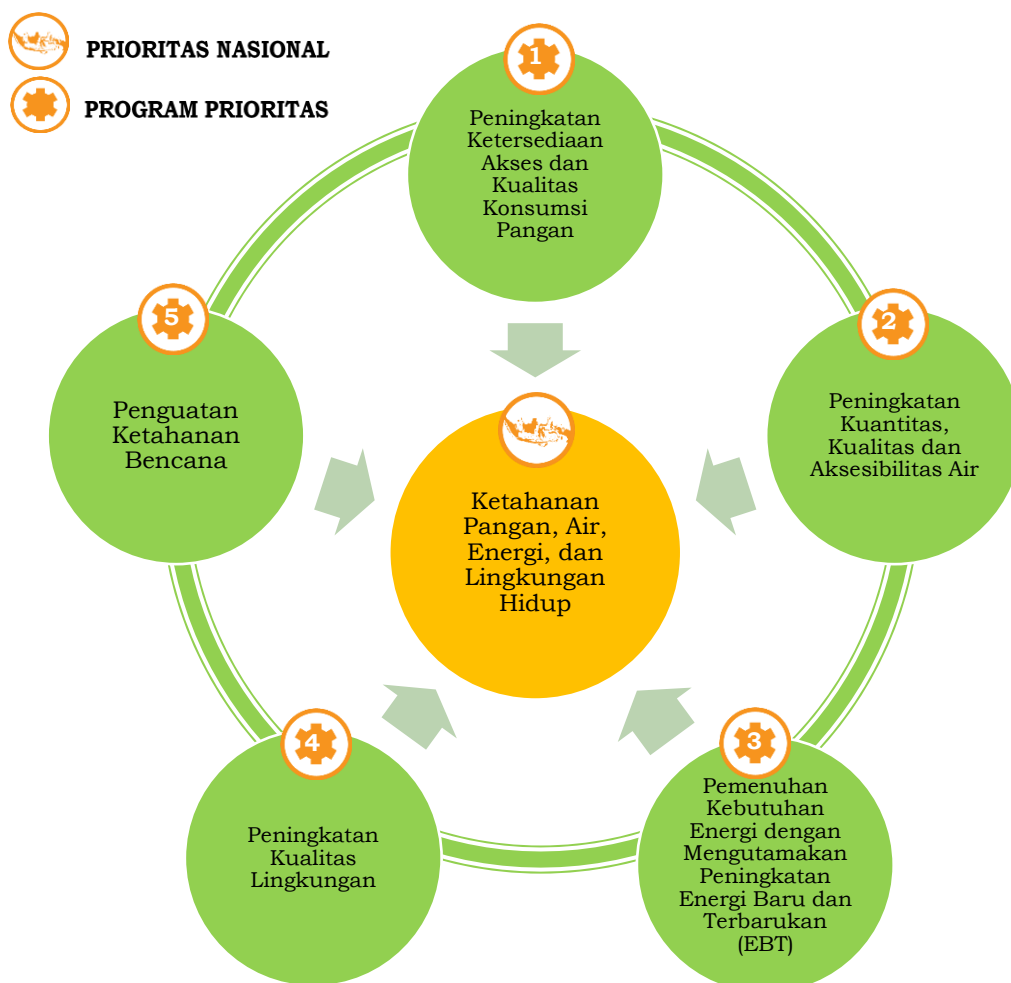 PRIORITAS NASIONAL
PROGRAM PRIORITAS
1
Peningkatan
Ketersediaan
Akses dan
Kualitas
Konsumsi
Pangan
2
Peningkatan
Kuantitas,
Kualitas dan
Aksesibilitas Air
3
Pemenuhan
Kebutuhan
Energi dengan
Mengutamakan
Peningkatan
Energi Baru dan
Terbarukan
(EBT)
4
Peningkatan
Kualitas
Lingkungan
5
Penguatan
Ketahanan
Bencana
Ketahanan
Pangan, Air,
Energi, dan
Lingkungan
Hidup